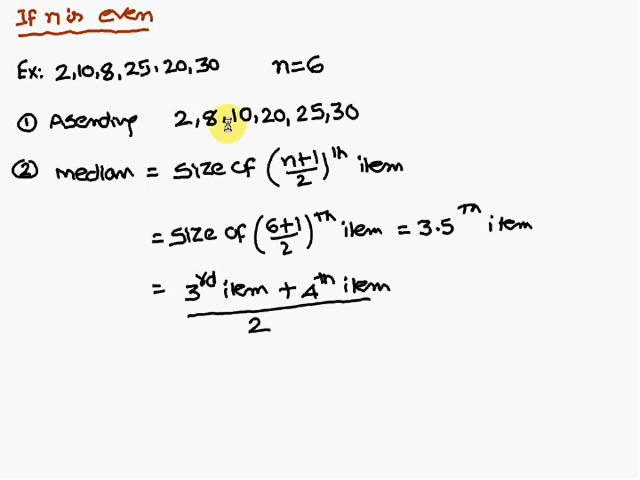 If n is even
Ex: 2,10,8,25,20,30 n=6
① Asending 2,8,10,20,25,30
② median = size of (n+1/2)th item
= size of (6+1/2)Th item = 3.5Th item
= 3rd item + 4th item
2